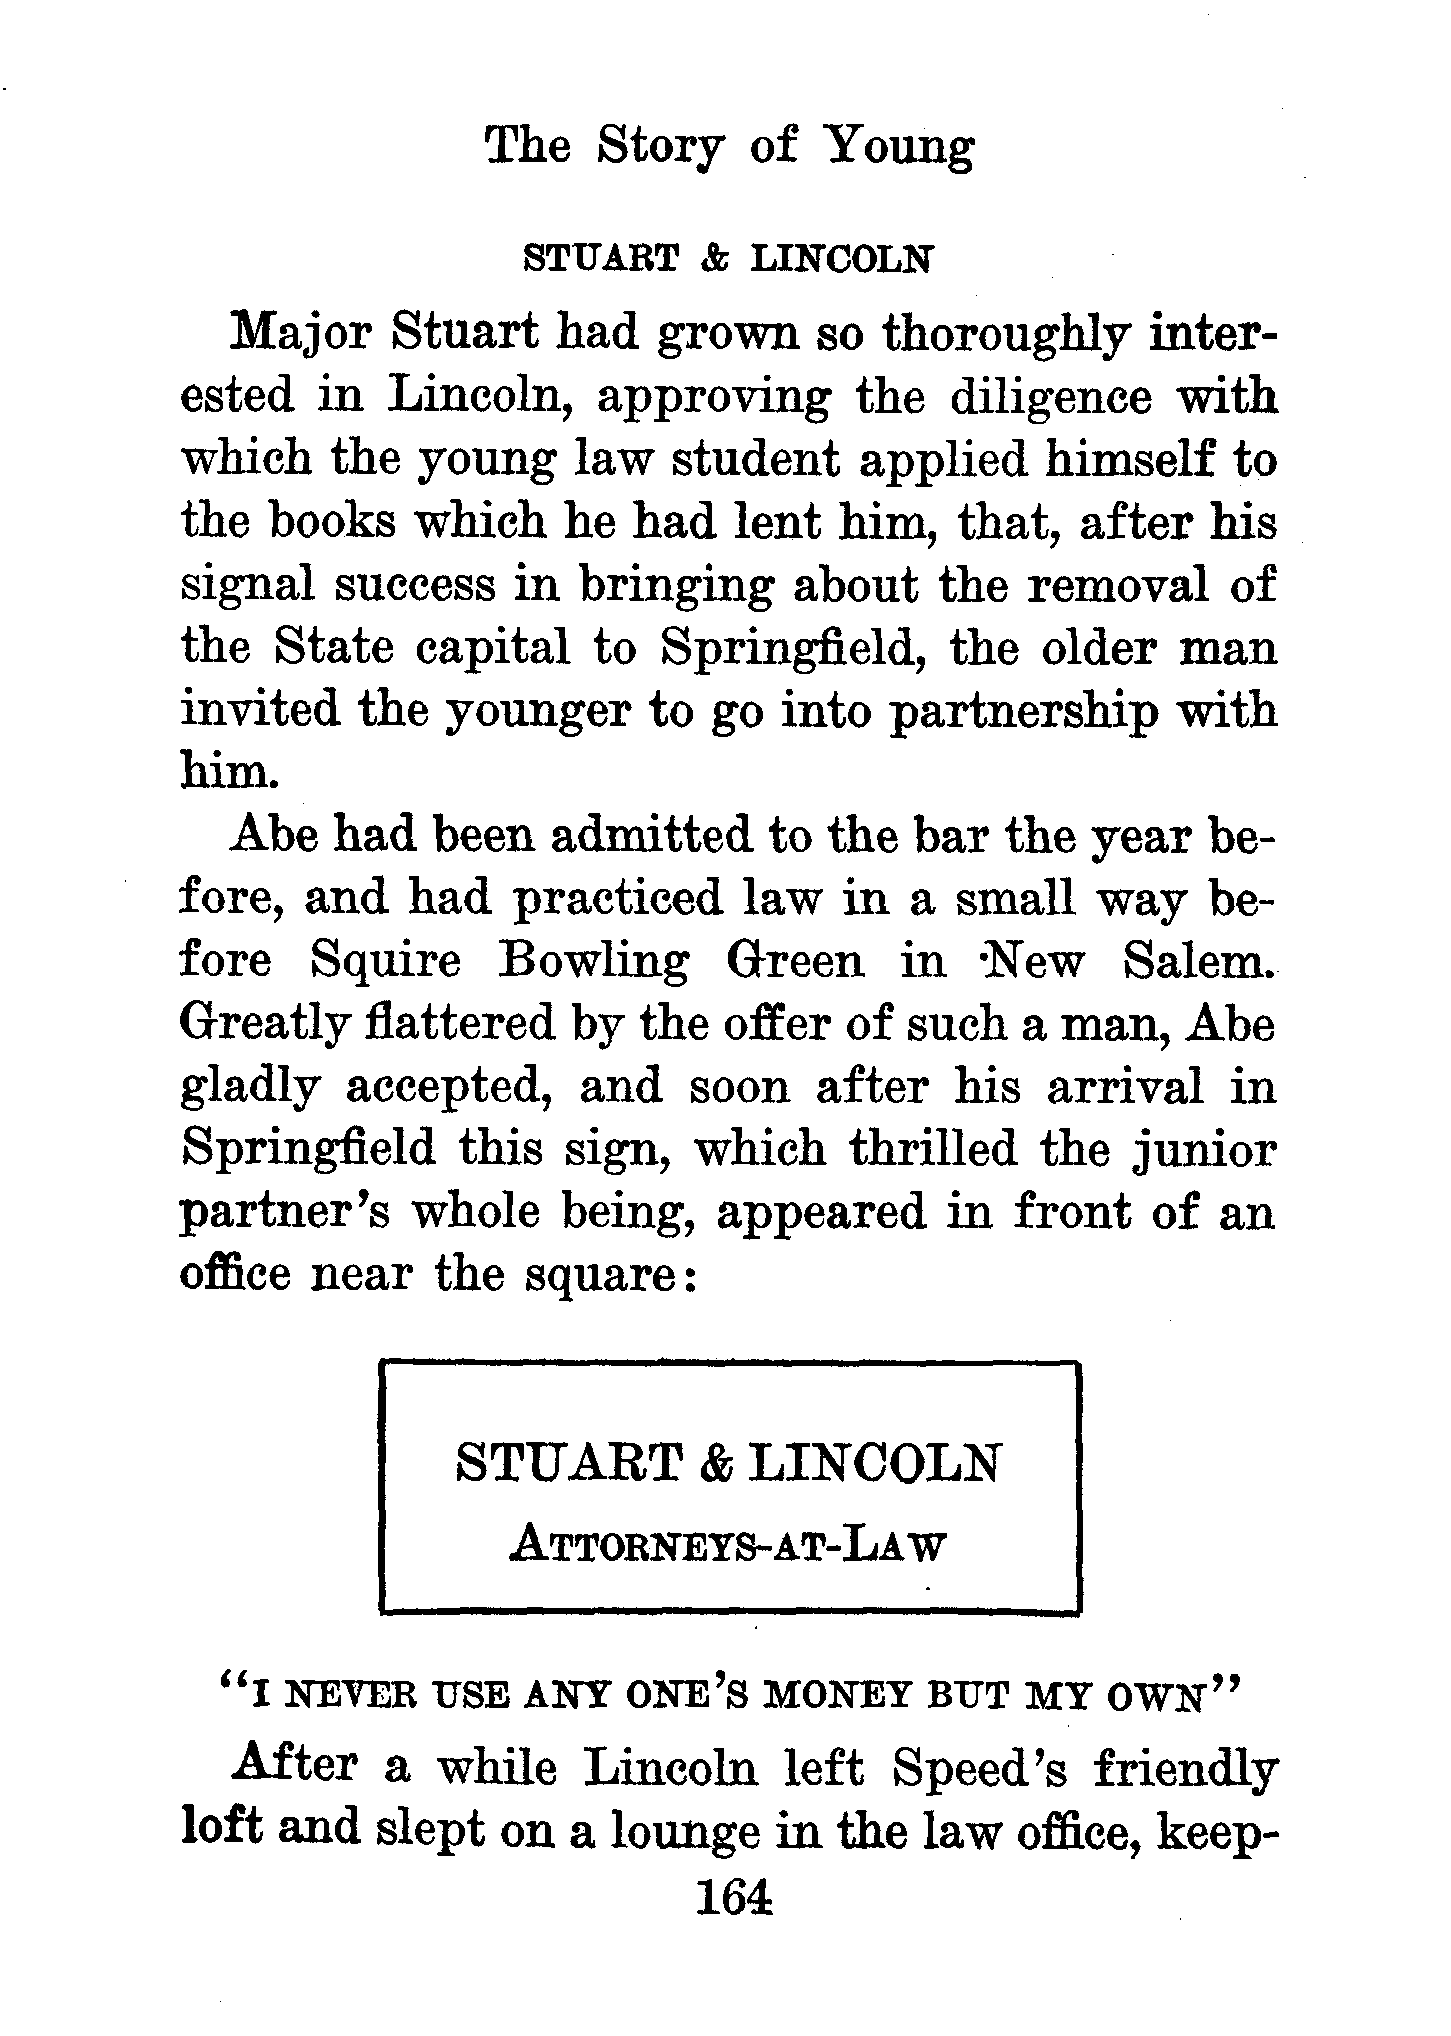 The Story of Young
STUART & LINCOLN
Major Stuart had grown so thoroughly inter-
ested in Lincoln, approving the diligence with
which the young law student applied himself to
the books which he had lent him, that, after his
signal success in bringing about the removal of
the State capital to Springfield, the older man
invited the younger to go into partnership with
him.
Abe had been admitted to the bar the year be-
fore, and had practiced law in a small way be-
fore Squire Bowling Green in New Salem.
Greatly flattered by the offer of such a man, Abe
gladly accepted, and soon after his arrival in
Springfield this sign, which thrilled the junior
partner's whole being, appeared in front of an
office near the square:
STUART & LINCOLN
ATTORNEYS-AT-LAW
"I NEVER USE ANY ONE'S MONEY BUT MY OWN"
After a while Lincoln left Speed's friendly
loft and slept on a lounge in the law office, keep-
164